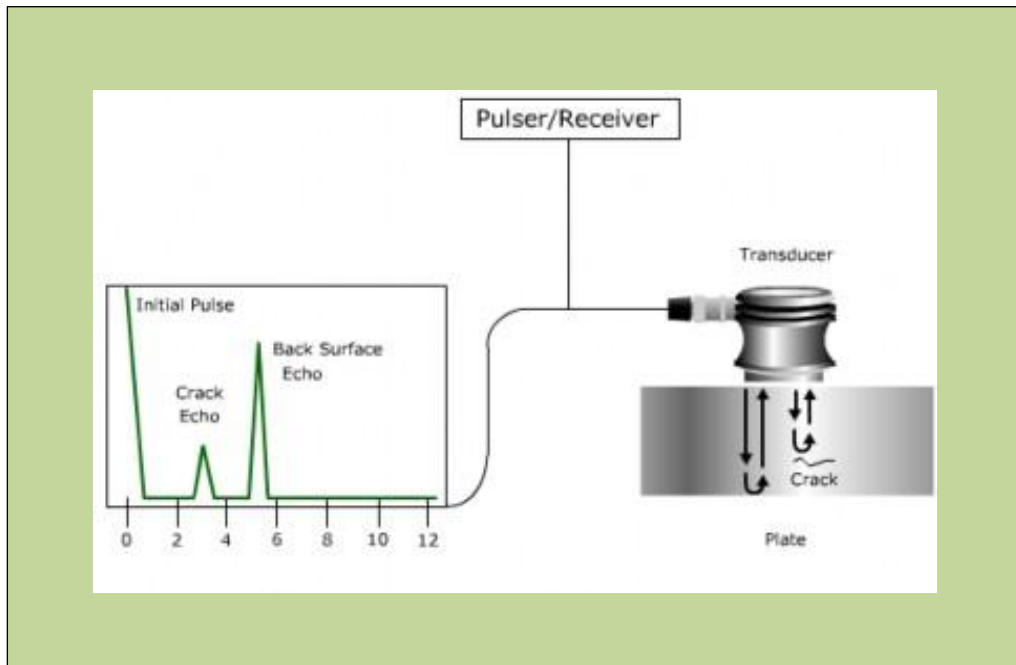 Pulser/Receiver
Transducer
Initial Pulse
Back Surface
Echo
Crack
Echo
Crack
0 2 4 6 8 10 12
Plate